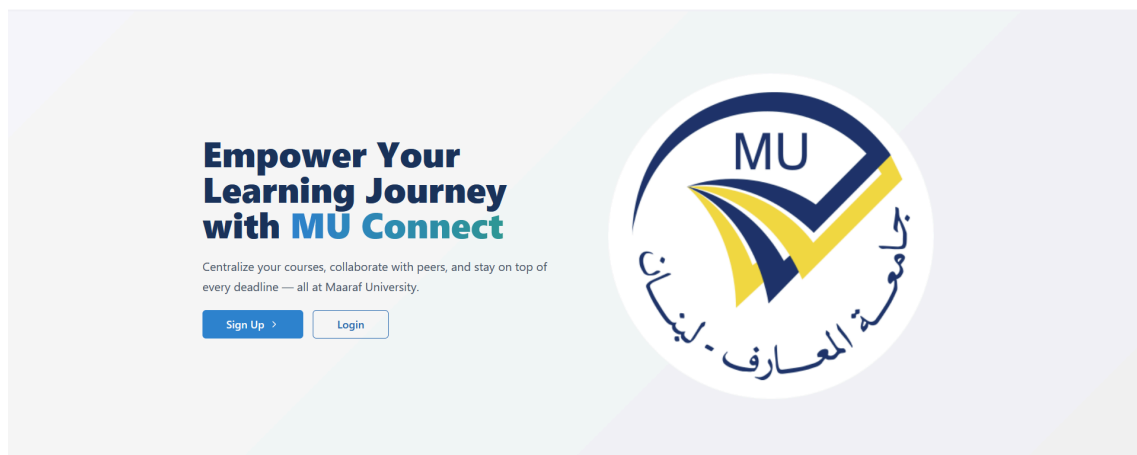 Empower Your
Learning Journey
with MU Connect
Centralize your courses, collaborate with peers, and stay on top of
every deadline — all at Maaraf University.
Sign Up
Login
MU
جامعة المعارف - لبنان